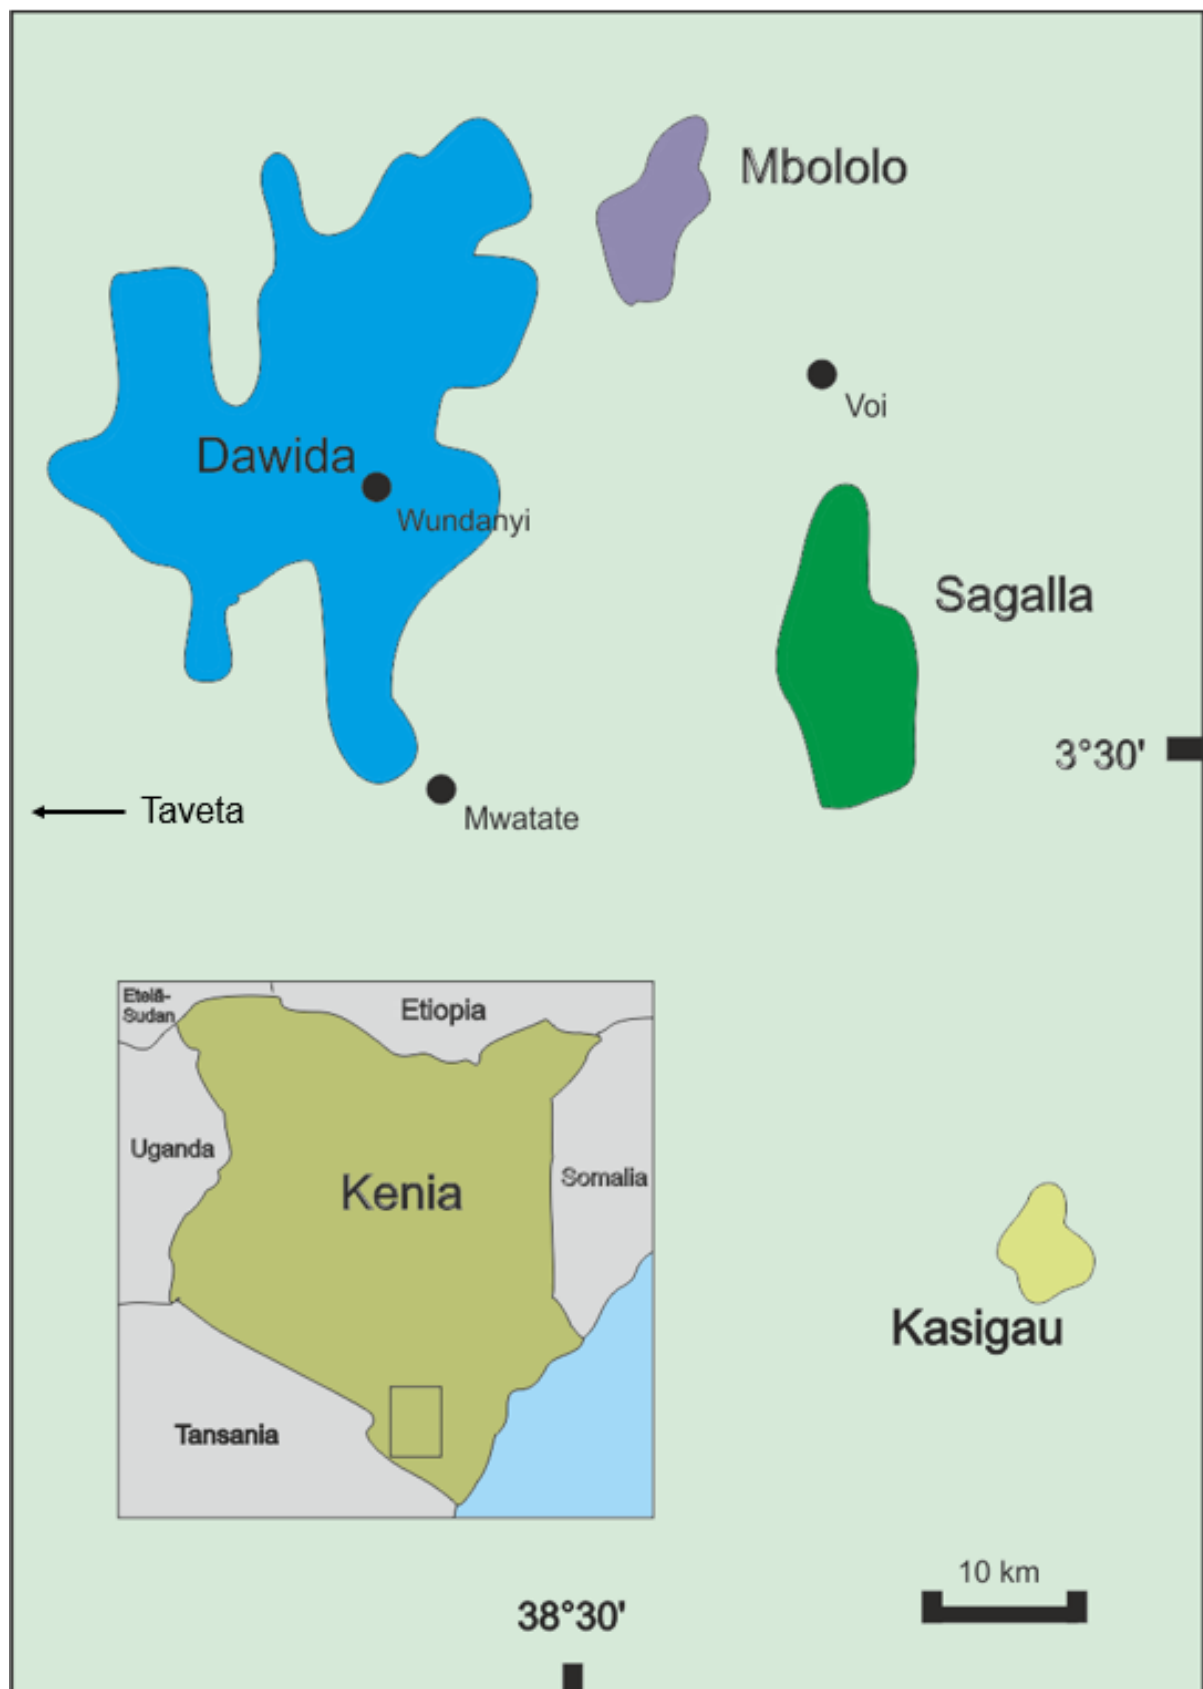 Mbololo
Voi
Dawida
Wundanyi
Sagalla
3°30'
Taveta
Mwatate
Etelä-
Sudan
Etiopia
Uganda
Kenia
Somalia
Tansania
Kasigau
10 km
38°30'